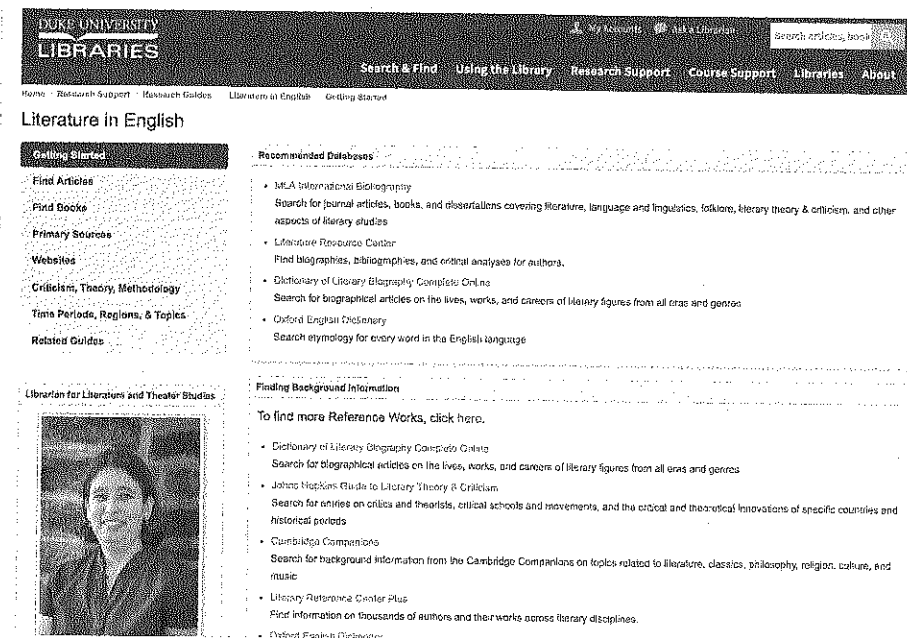 DUKE UNIVERSITY
LIBRARIES
My Accounts Ask a Librarian
Search articles, book
Search & Find Using the Library Research Support Course Support Libraries About
Home Research Support Research Guides Literature in English Getting Started
Literature in English
Getting Started
Find Articles
Find Books
Primary Sources
Websites
Criticism, Theory, Methodology
Time Periods, Regions, & Topics
Related Guides
Librarian for Literature and Theater Studies
Recommended Databases
• MLA International Bibliography
Search for journal articles, books, and dissertations covering literature, language and linguistics, folklore, literary theory & criticism, and other
aspects of literary studies
• Literature Resource Center
Find biographies, bibliographies, and critical analyses for authors.
• Dictionary of Literary Biography Complete Online
Search for biographical articles on the lives, works, and careers of literary figures from all eras and genres
• Oxford English Dictionary
Search etymology for every word in the English language
Finding Background Information
To find more Reference Works, click here.
• Dictionary of Literary Biography Complete Online
Search for biographical articles on the lives, works, and careers of literary figures from all eras and genres
• Johns Hopkins Guide to Literary Theory & Criticism
Search for entries on critics and theorists, critical schools and movements, and the critical and theoretical innovations of specific countries and
historical periods
• Cambridge Companions
Search for background information from the Cambridge Companions on topics related to literature, classics, philosophy, religion, culture, and
music
• Literary Reference Center Plus
Find information on thousands of authors and their works across literary disciplines.
• Oxford English Dictionary